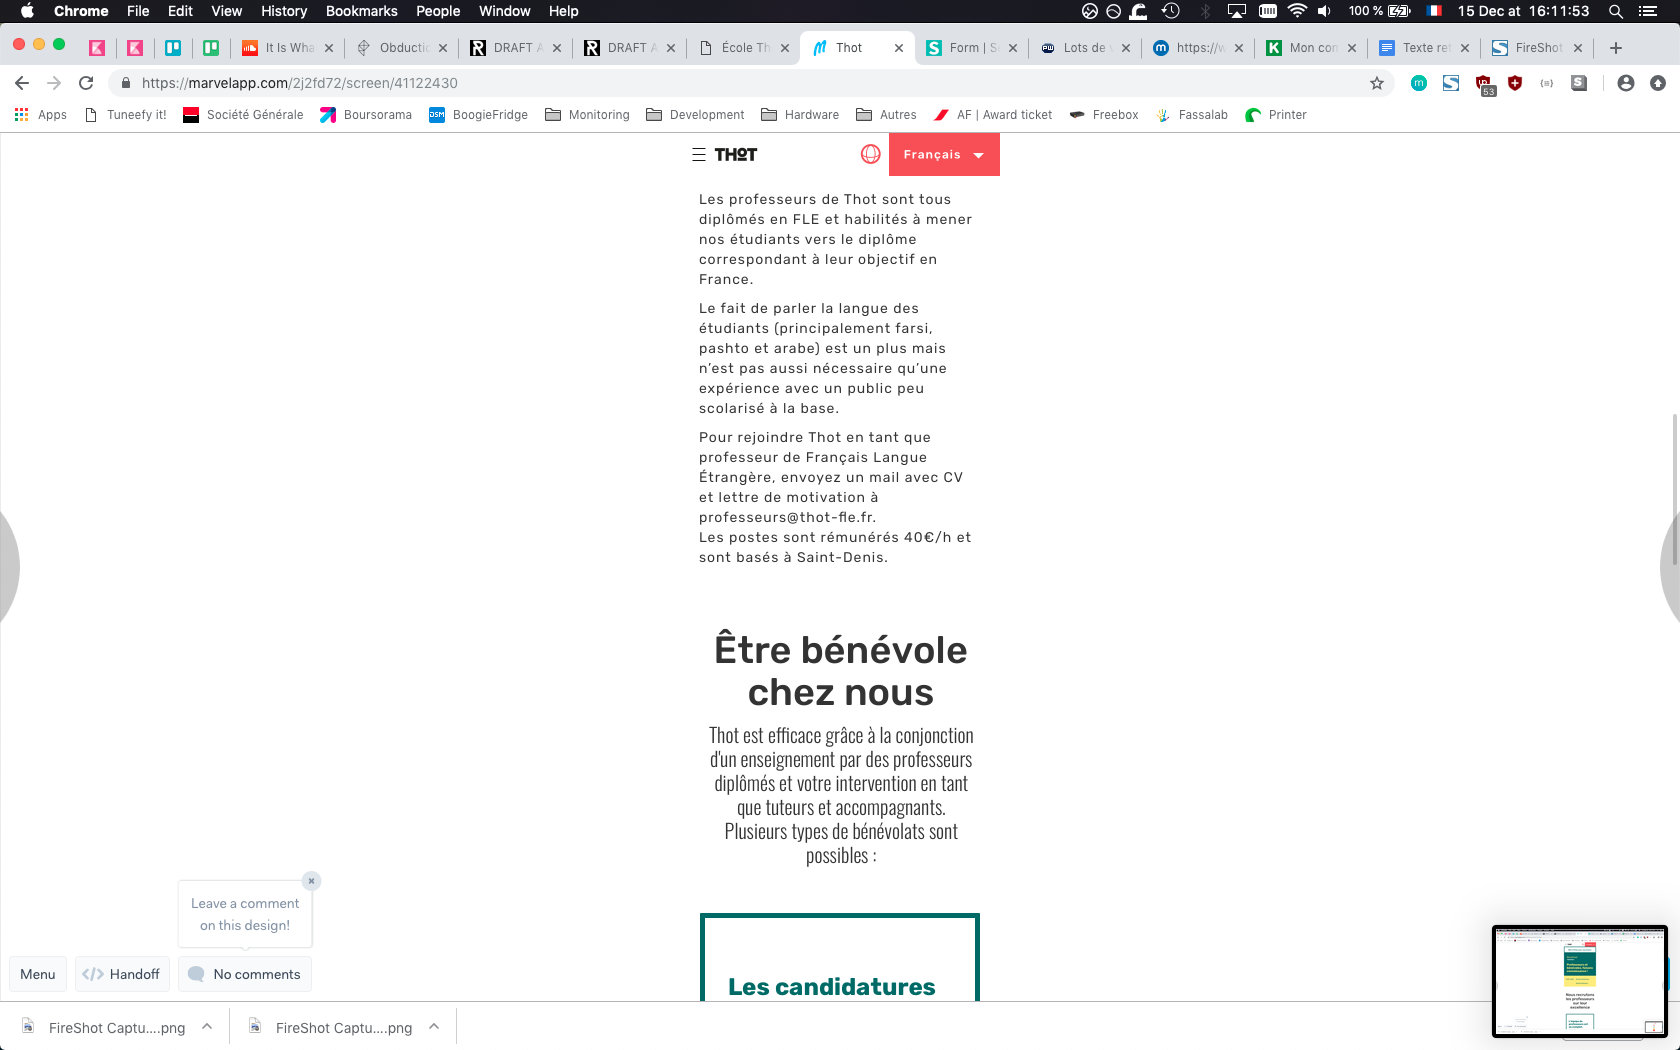 Chrome File Edit View History Bookmarks People Window Help 100 % 15 Dec at 16:11:53
It Is Wha Obductic DRAFT A DRAFT A École Th Thot Form | S Lots de https://w Mon con Texte ret FireShot
https://marvelapp.com/2j2fd72/screen/41122430 53
Apps Tuneefy it! Société Générale Boursorama BoogieFridge Monitoring Development Hardware Autres AF | Award ticket Freebox Fassalab Printer
THOT Français
Les professeurs de Thot sont tous
diplômés en FLE et habilités à mener
nos étudiants vers le diplôme
correspondant à leur objectif en
France.
Le fait de parler la langue des
étudiants (principalement farsi,
pashto et arabe) est un plus mais
n’est pas aussi nécessaire qu’une
expérience avec un public peu
scolarisé à la base.
Pour rejoindre Thot en tant que
professeur de Français Langue
Étrangère, envoyez un mail avec CV
et lettre de motivation à
professeurs@thot-fle.fr.
Les postes sont rémunérés 40€/h et
sont basés à Saint-Denis.
Être bénévole
chez nous
Thot est efficace grâce à la conjonction
d'un enseignement par des professeurs
diplômés et votre intervention en tant
que tuteurs et accompagnants.
Plusieurs types de bénévolats sont
possibles :
Les candidatures
Leave a comment
on this design!
Menu Handoff No comments
FireShot Captu....png FireShot Captu....png